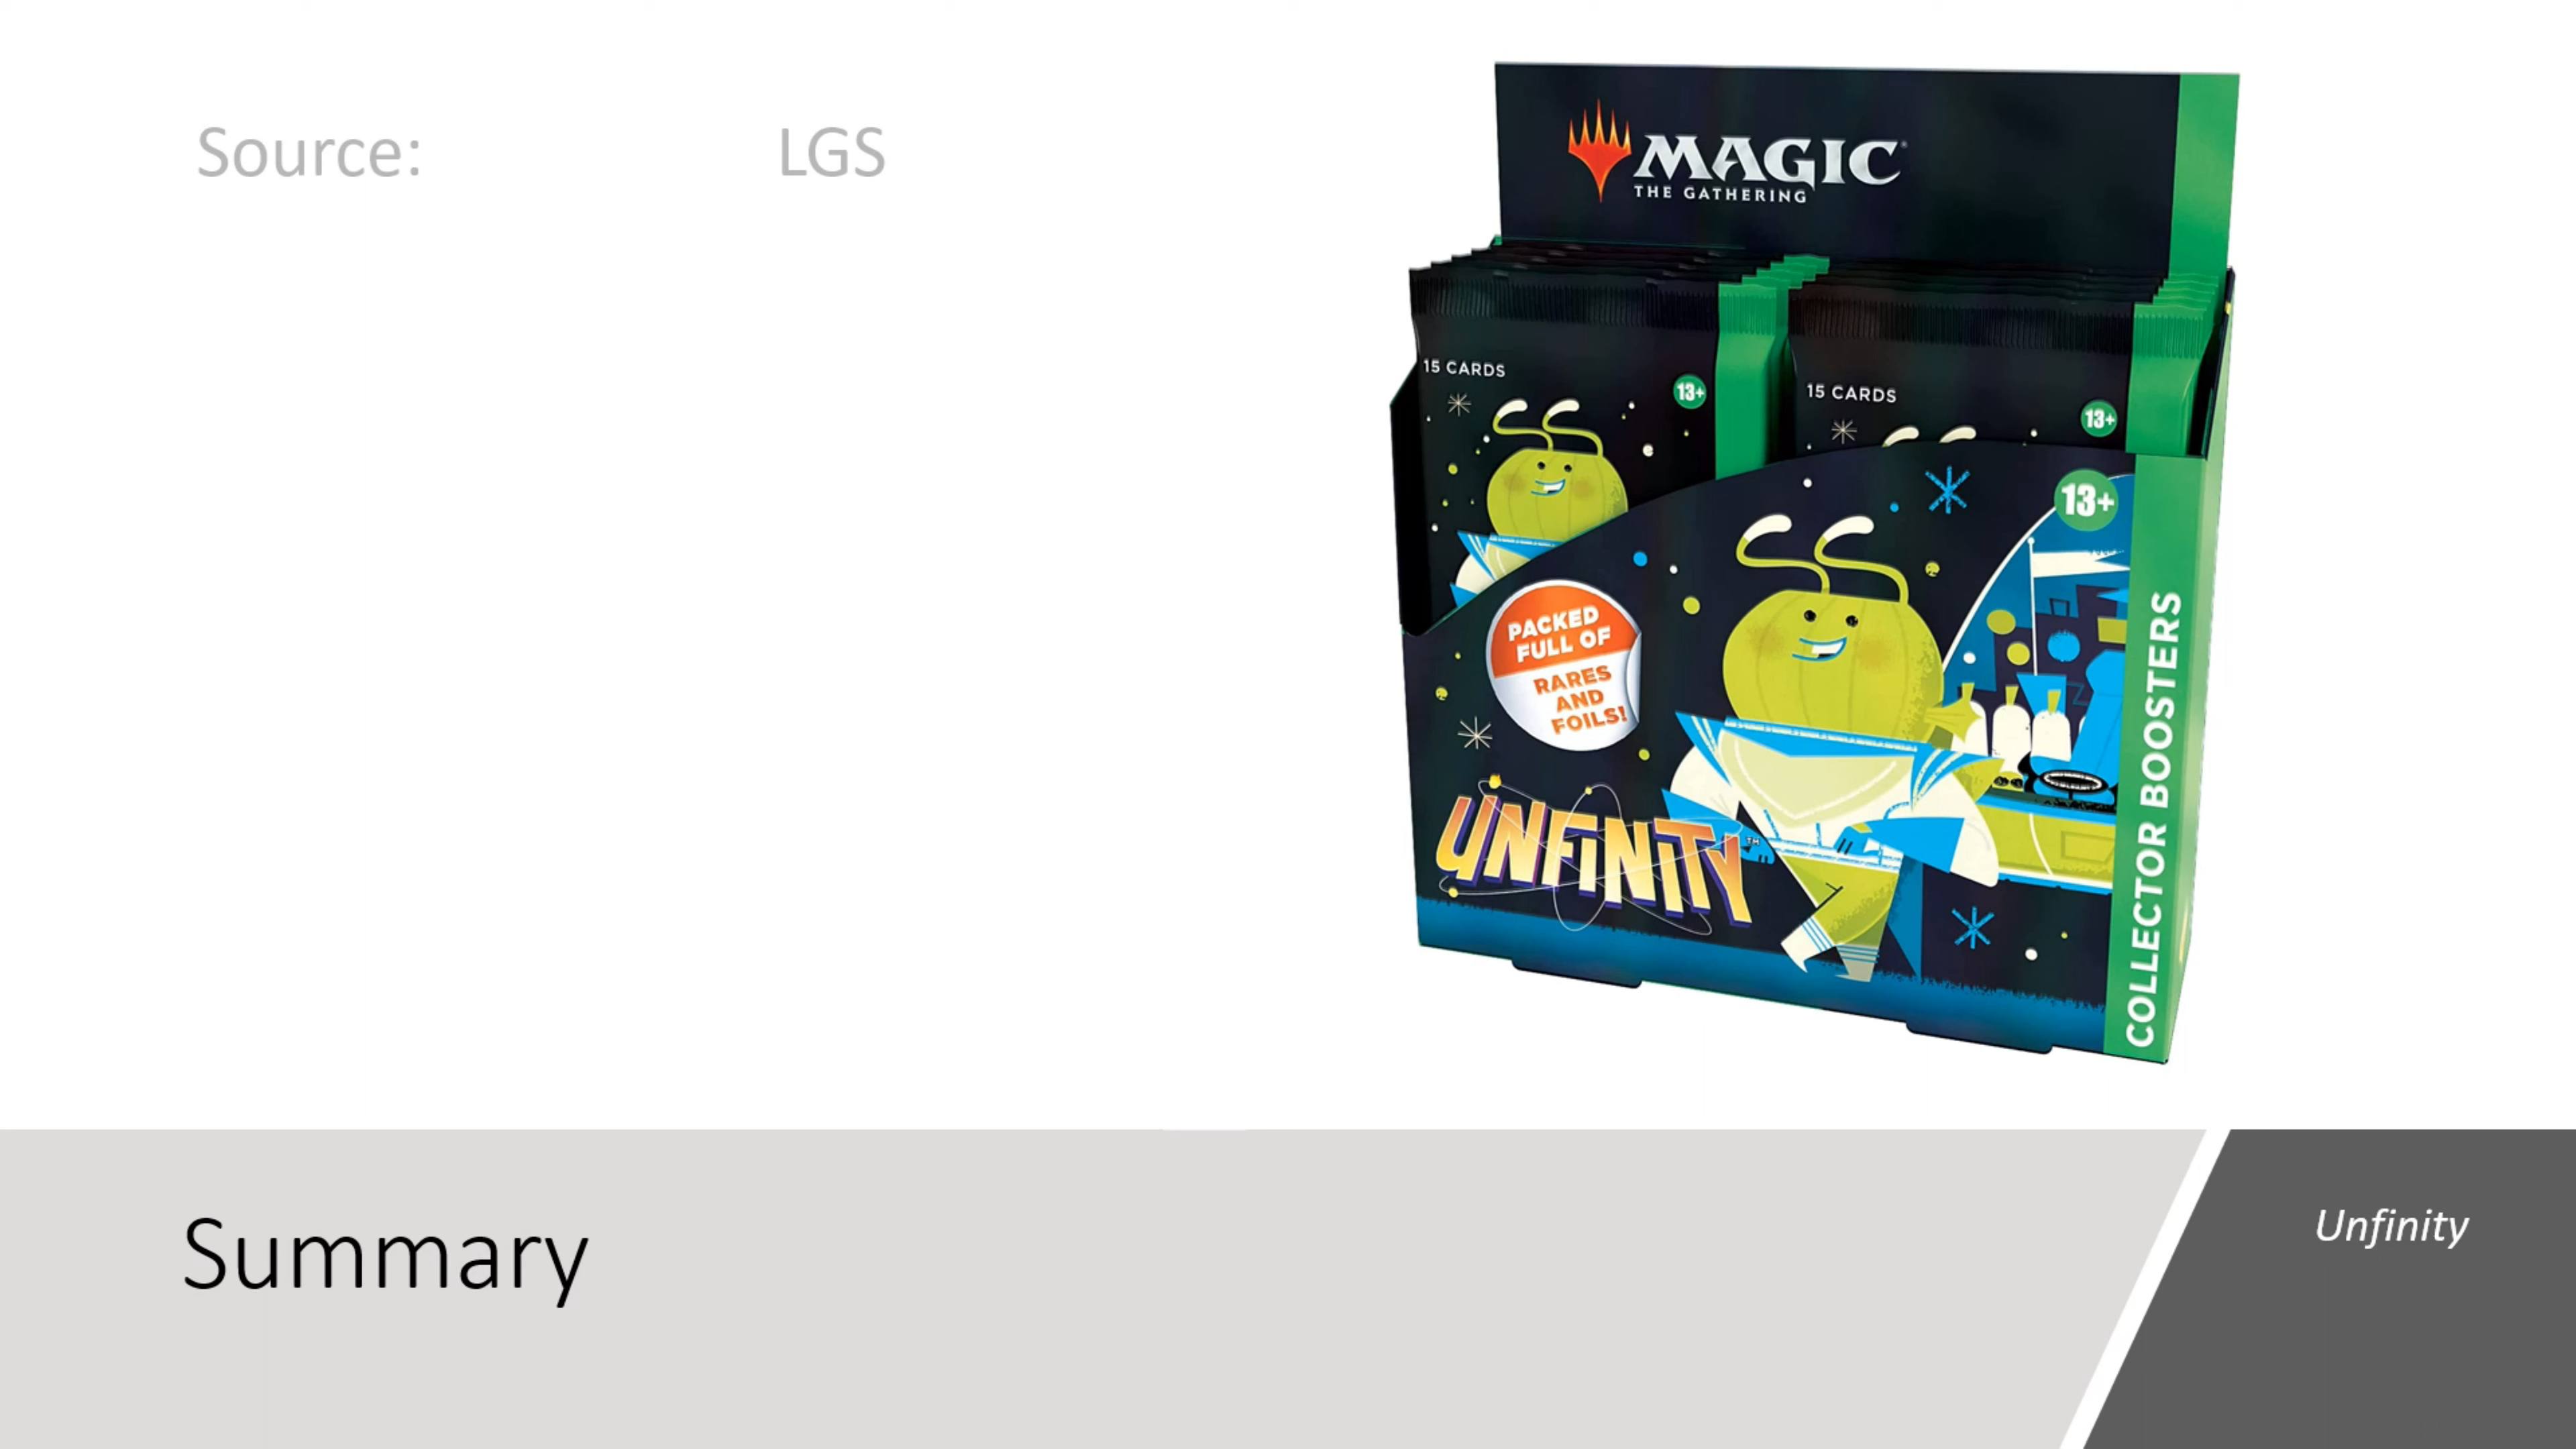 Source: LGS
MAGIC
THE GATHERING
15 CARDS
13+
15 CARDS
13+
13+
PACKED
FULL OF
RARES
AND
FOILS!
UNFINITY™
COLLECTOR BOOSTERS
Summary
Unfinity